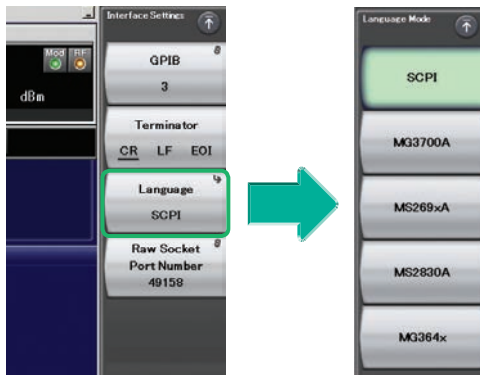 Interface Settings
Mod RF
dBm
GPIB
3
Terminator
CR LF EOI
Language
SCPI
Raw Socket
Port Number
49158
Language Mode
SCPI
MG3700A
MS269xA
MS2830A
MG364x